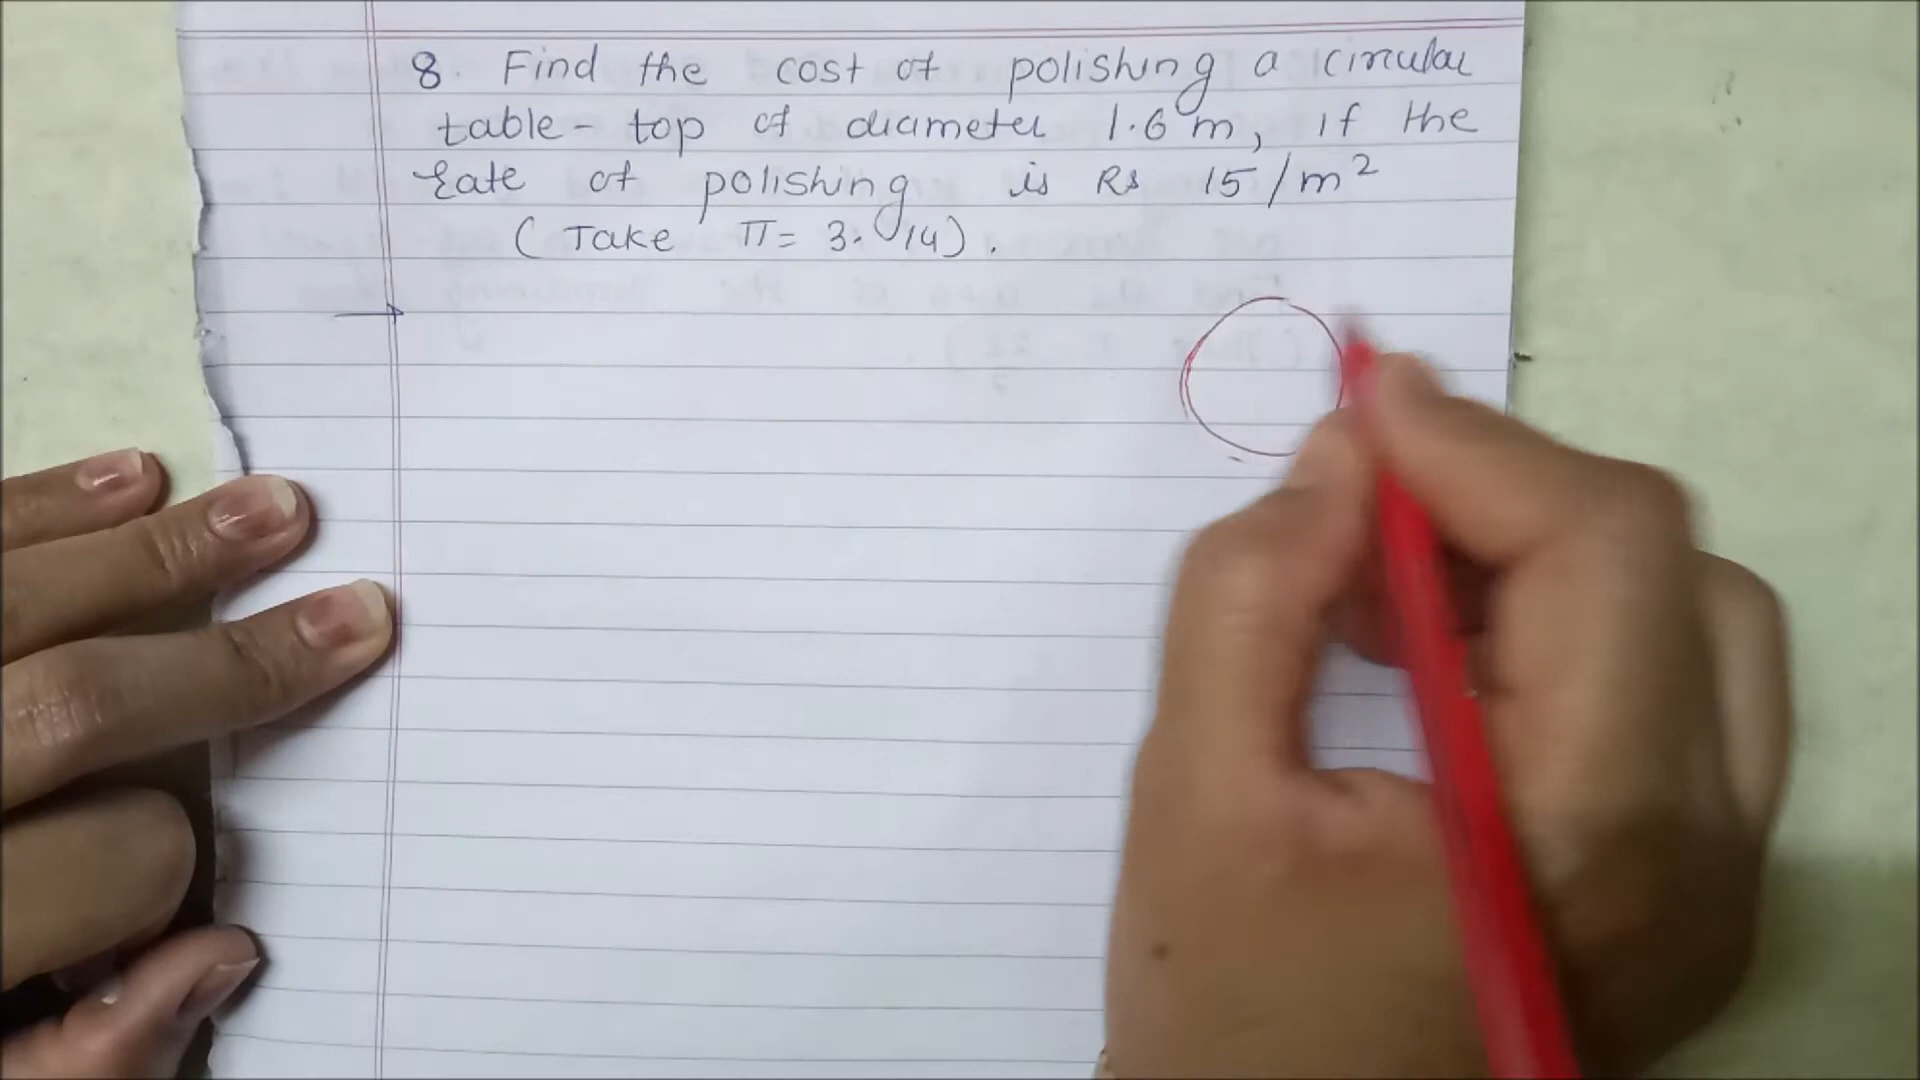 8. Find the cost of polishing a circular
table-top of diameter 1.6 m, if the
rate of polishing is Rs 15/m²
(Take π = 3.14).